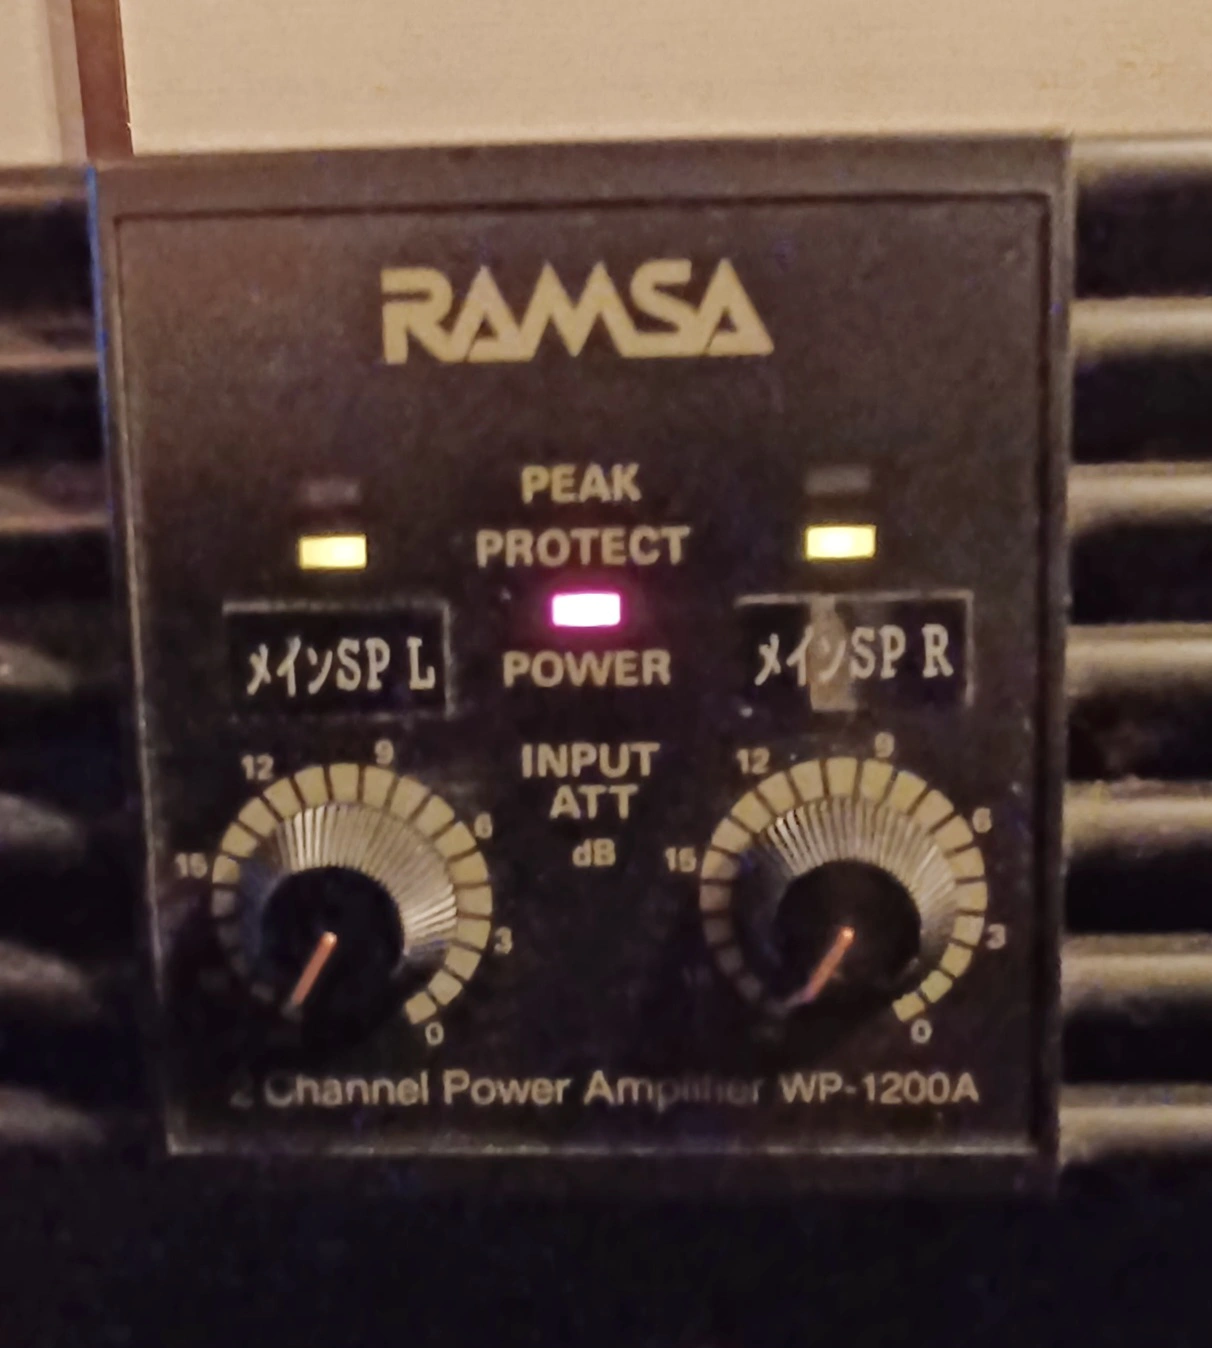 RAMSA
PEAK
PROTECT
メインSP L
POWER
メインSP R
INPUT
ATT
dB
15 12 9 6 3 0
15 12 9 6 3 0
2 Channel Power Amplifier WP-1200A